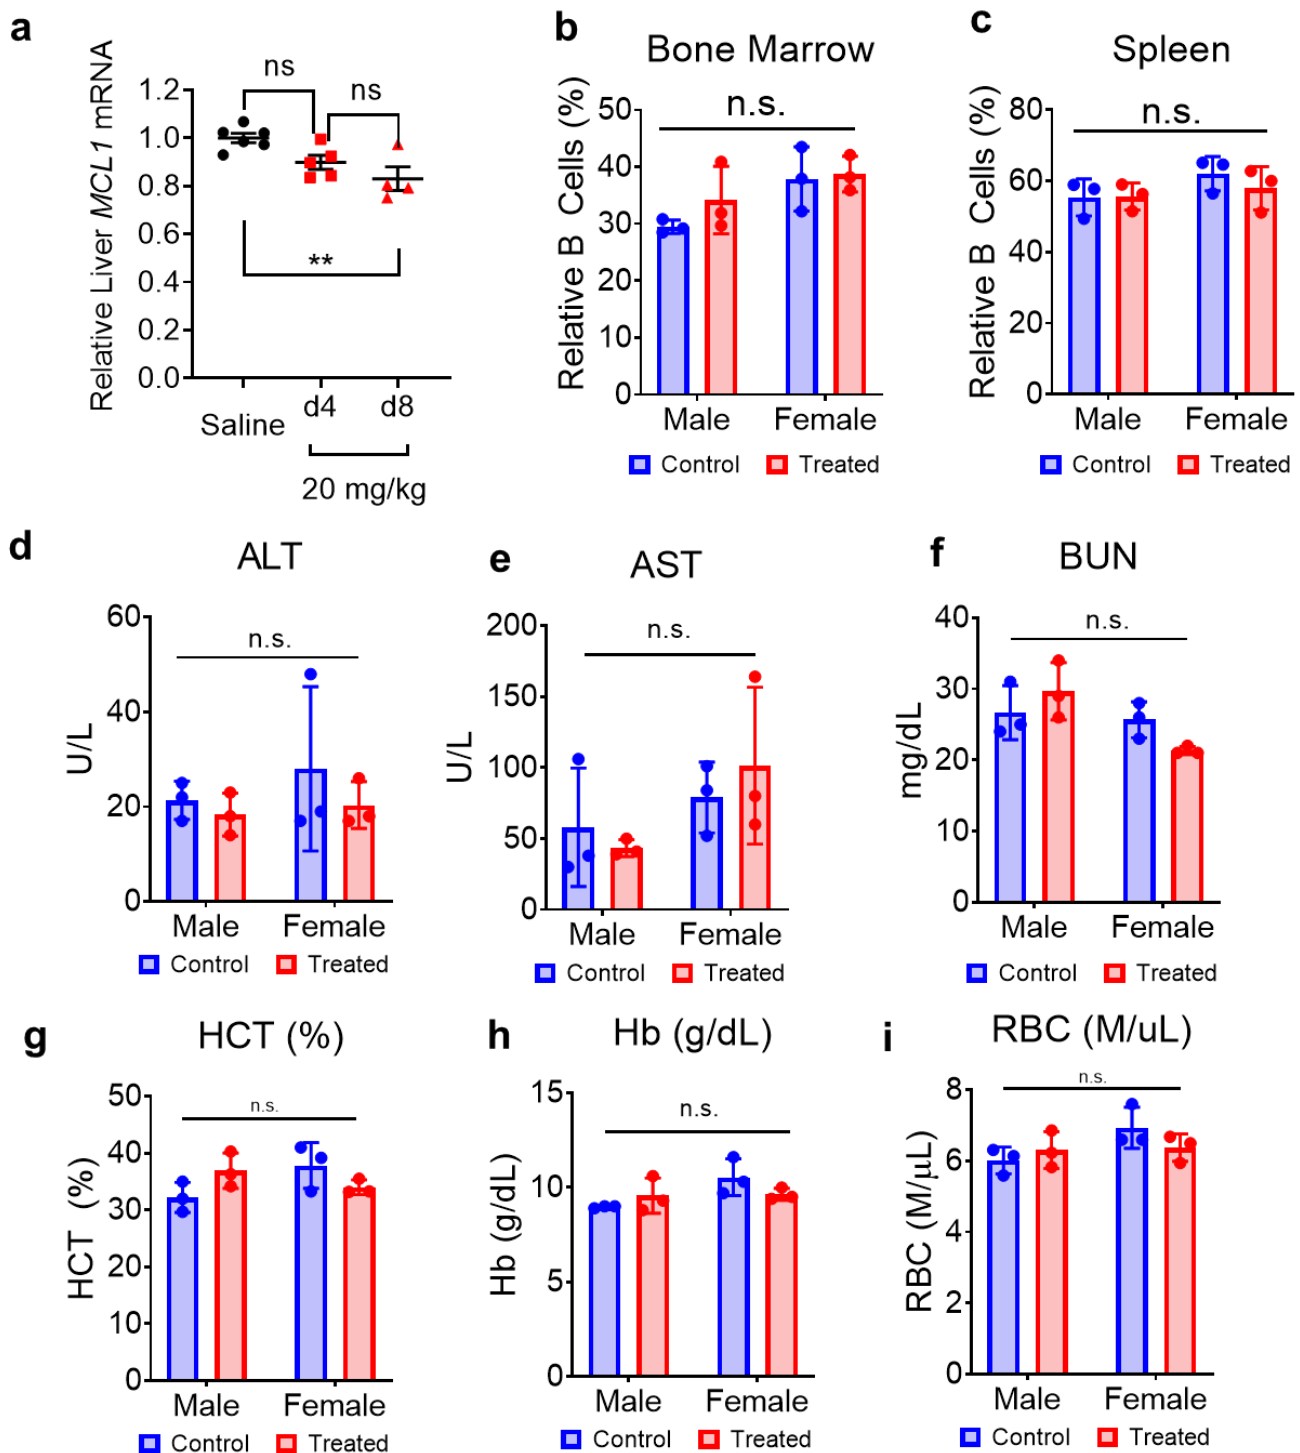 a
Relative Liver MCL1 mRNA
ns
ns
1.2
1.0
0.8
0.6
0.4
0.2
0.0
**
Saline
d4
d8
20 mg/kg
b
Bone Marrow
Relative B Cells (%)
n.s.
50
40
30
20
10
0
Male
Female
Control
Treated
c
Spleen
Relative B Cells (%)
n.s.
80
60
40
20
0
Male
Female
Control
Treated
d
ALT
U/L
n.s.
60
40
20
0
Male
Female
Control
Treated
e
AST
U/L
n.s.
200
150
100
50
0
Male
Female
Control
Treated
f
BUN
mg/dL
n.s.
40
30
20
10
0
Male
Female
Control
Treated
g
HCT (%)
HCT (%)
n.s.
50
40
30
20
10
0
Male
Female
Control
Treated
h
Hb (g/dL)
Hb (g/dL)
n.s.
15
10
5
0
Male
Female
Control
Treated
i
RBC (M/uL)
RBC (M/μL)
n.s.
8
6
4
2
0
Male
Female
Control
Treated